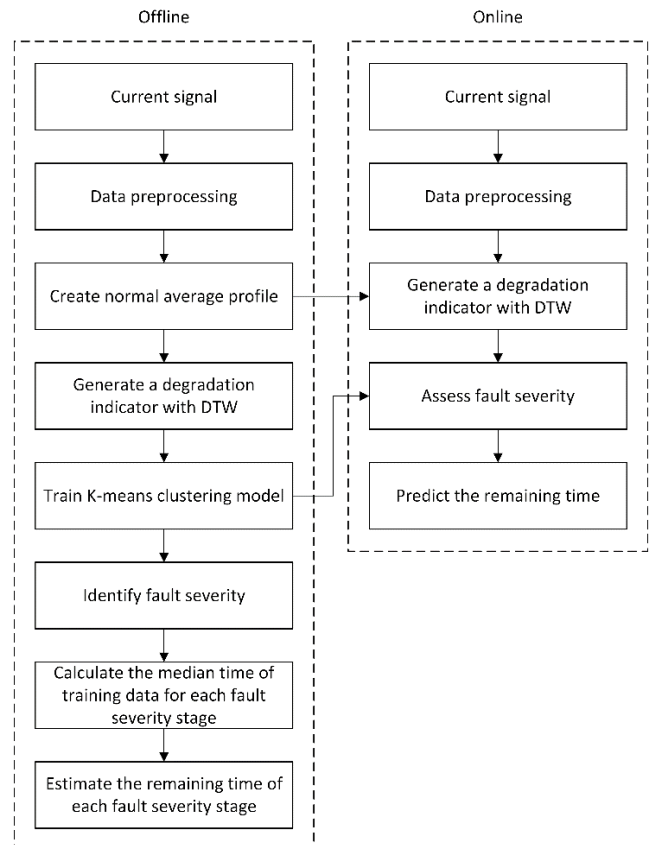 Offline
Current signal
Data preprocessing
Create normal average profile
Generate a degradation
indicator with DTW
Train K-means clustering model
Identify fault severity
Calculate the median time of
training data for each fault
severity stage
Estimate the remaining time of
each fault severity stage
Online
Current signal
Data preprocessing
Generate a degradation
indicator with DTW
Assess fault severity
Predict the remaining time